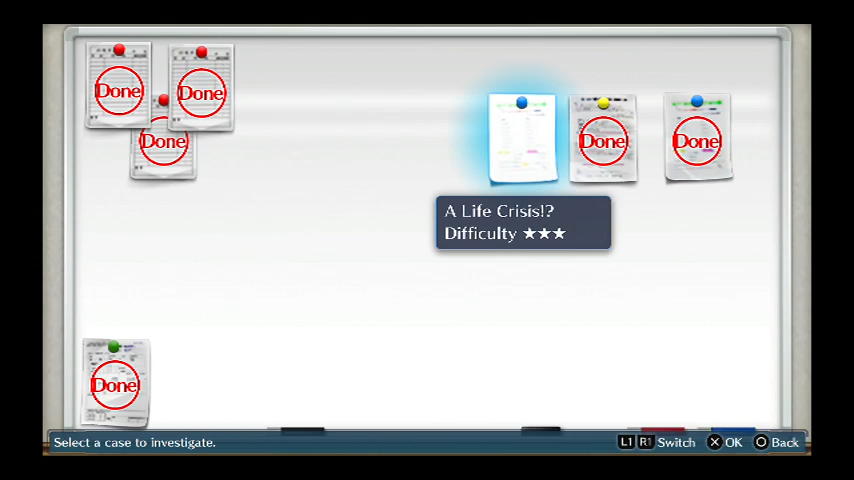 Done
Done
Done
Done
Done
A Life Crisis!?
Difficulty ★★★
Done
Select a case to investigate.
L1 R1 Switch OK Back